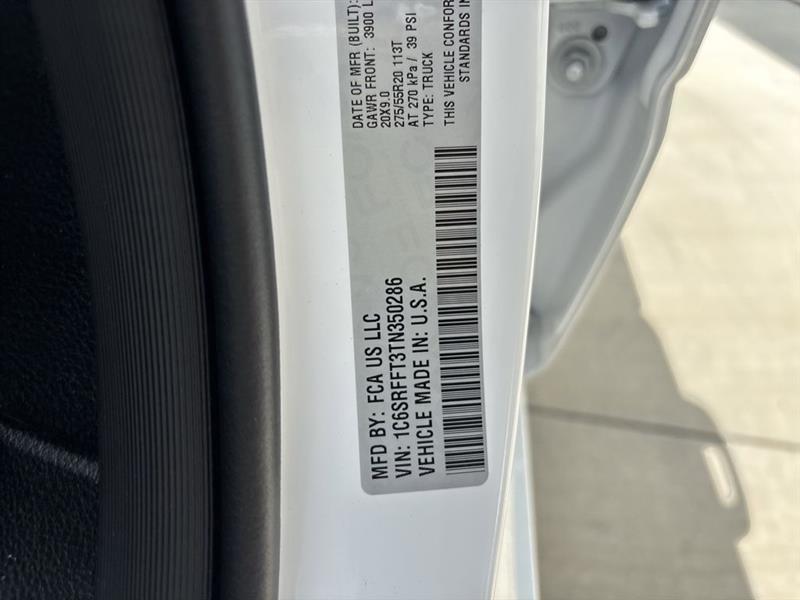 MFD BY: FCA US LLC
VIN: 1C6SRFFT3TN350286
VEHICLE MADE IN: U.S.A.
DATE OF MFR (BUILT):
GAWR FRONT: 3900 L
20X9.0
275/55R20 113T
AT 270 kPa / 39 PSI
TYPE: TRUCK
THIS VEHICLE CONFOR
STANDARDS IN